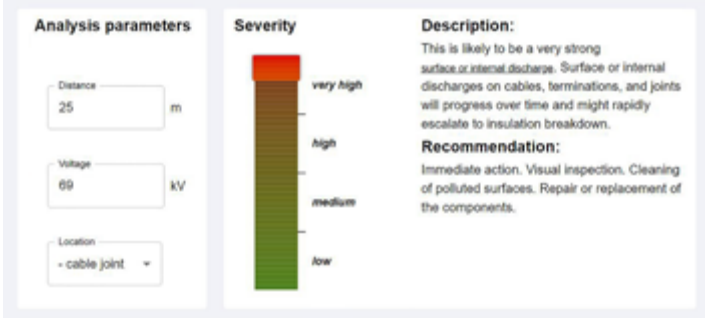 Analysis parameters
Distance
25 m
Voltage
69 kV
Location
- cable joint
Severity
very high
high
medium
low
Description:
This is likely to be a very strong
surface or internal discharge. Surface or internal
discharges on cables, terminations, and joints
will progress over time and might rapidly
escalate to insulation breakdown.
Recommendation:
Immediate action. Visual inspection. Cleaning
of polluted surfaces. Repair or replacement of
the components.